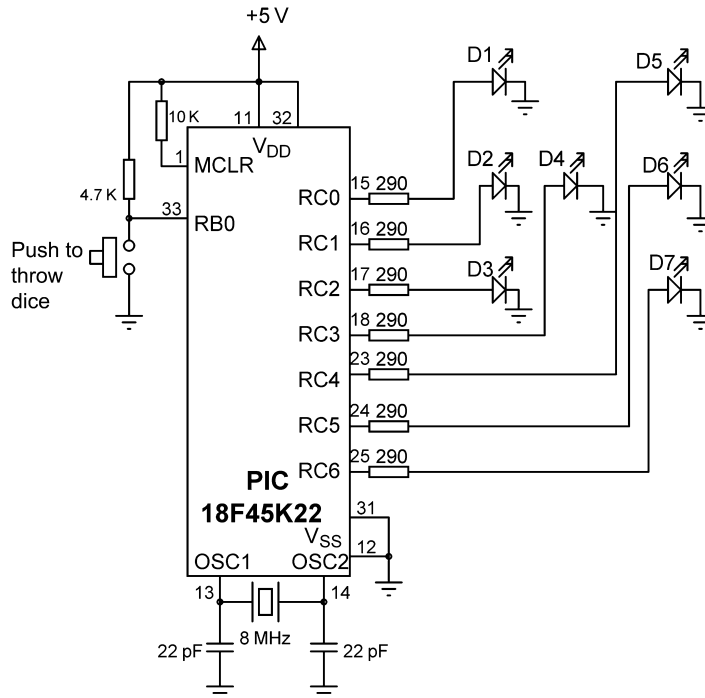 +5 V
D1
D5
10 K
11
32
VDD
1
MCLR
D2
D4
D6
15
290
4.7 K
33
RB0
RC0
16
290
RC1
Push to
throw
dice
D3
D7
17
290
RC2
18
290
RC3
23
290
RC4
24
290
RC5
25
290
RC6
PIC
18F45K22
31
VSS
12
OSC1
OSC2
13
14
8 MHz
22 pF
22 pF